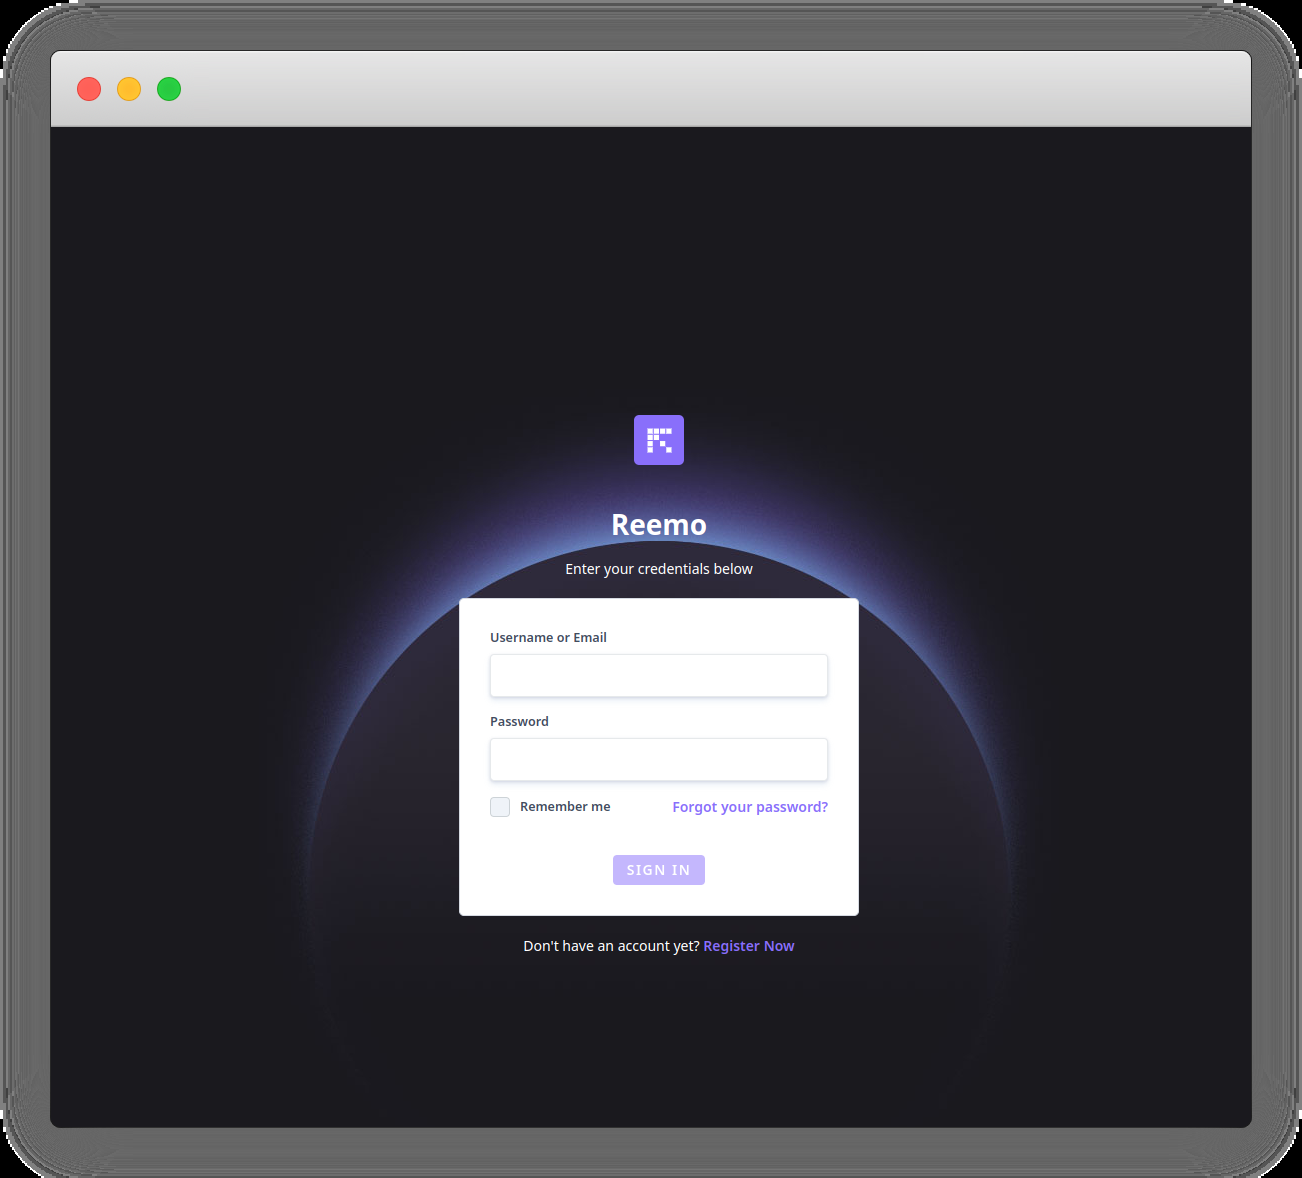 Reemo
Enter your credentials below
Username or Email
Password
Remember me
Forgot your password?
SIGN IN
Don't have an account yet? Register Now